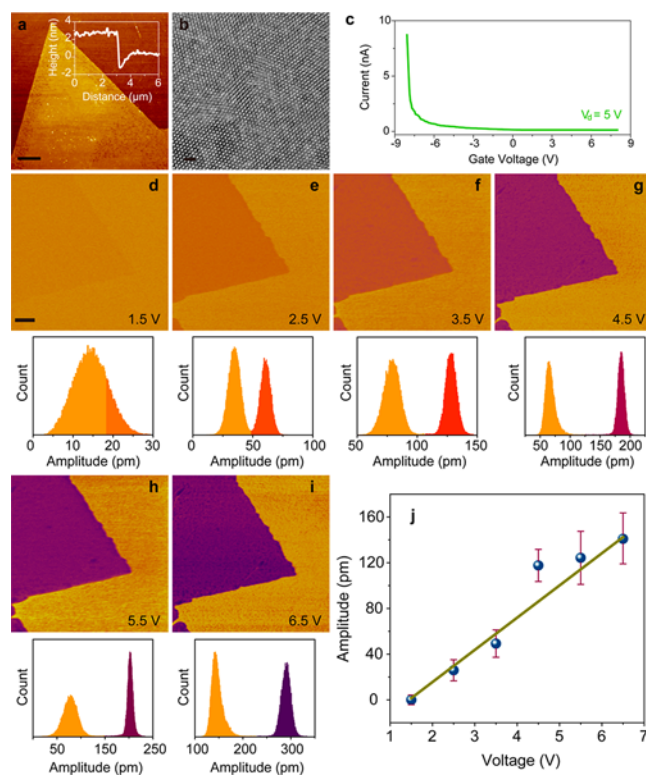 a
Height (nm)
4
2
0
-2
0 2 4 6
Distance (μm)
b
c
Current (nA)
10
5
0
-9 -6 -3 0 3 6 9
Gate Voltage (V)
Vd = 5 V
d
1.5 V
e
2.5 V
f
3.5 V
g
4.5 V
Count
0 10 20 30
Amplitude (pm)
Count
0 50 100
Amplitude (pm)
Count
50 100 150
Amplitude (pm)
Count
50 100 150 200
Amplitude (pm)
h
5.5 V
i
6.5 V
Count
50 150 250
Amplitude (pm)
Count
100 200 300
Amplitude (pm)
j
Amplitude (pm)
160
120
80
40
0
1 2 3 4 5 6 7
Voltage (V)